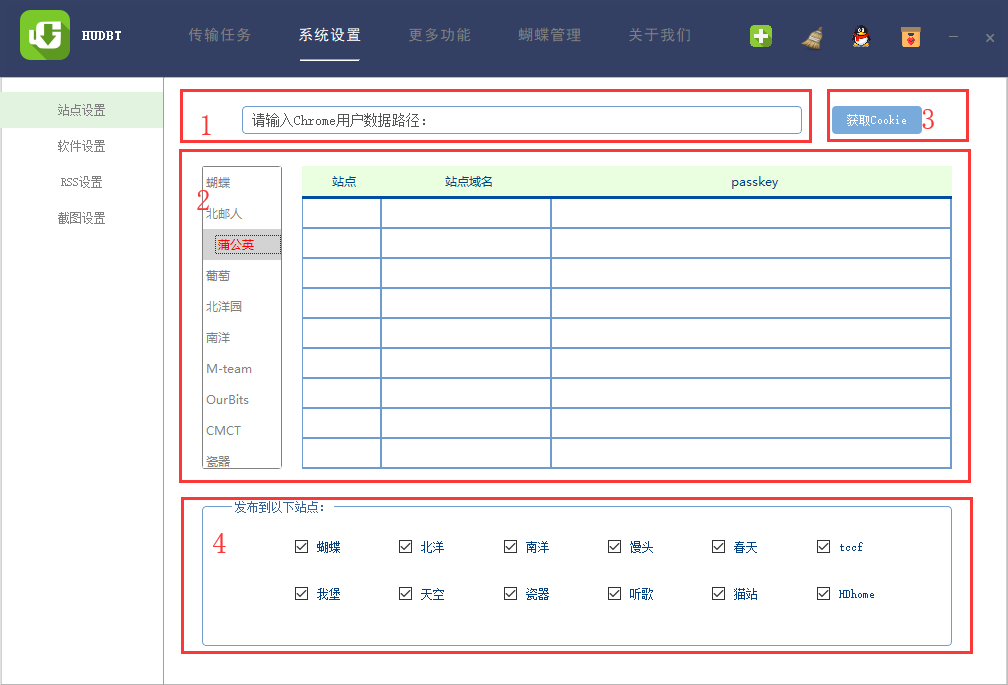 HUDBT 传输任务 系统设置 更多功能 蝴蝶管理 关于我们
站点设置
软件设置
RSS设置
截图设置
1 请输入Chrome用户数据路径: 获取Cookie 3
2
蝴蝶
北邮人
蒲公英
葡萄
北洋园
南洋
M-team
OurBits
CMCT
瓷器
站点 站点域名 passkey
发布到以下站点:
4
蝴蝶 北洋 南洋 馒头 春天 tccf
我堡 天空 瓷器 听歌 猫站 HDhome